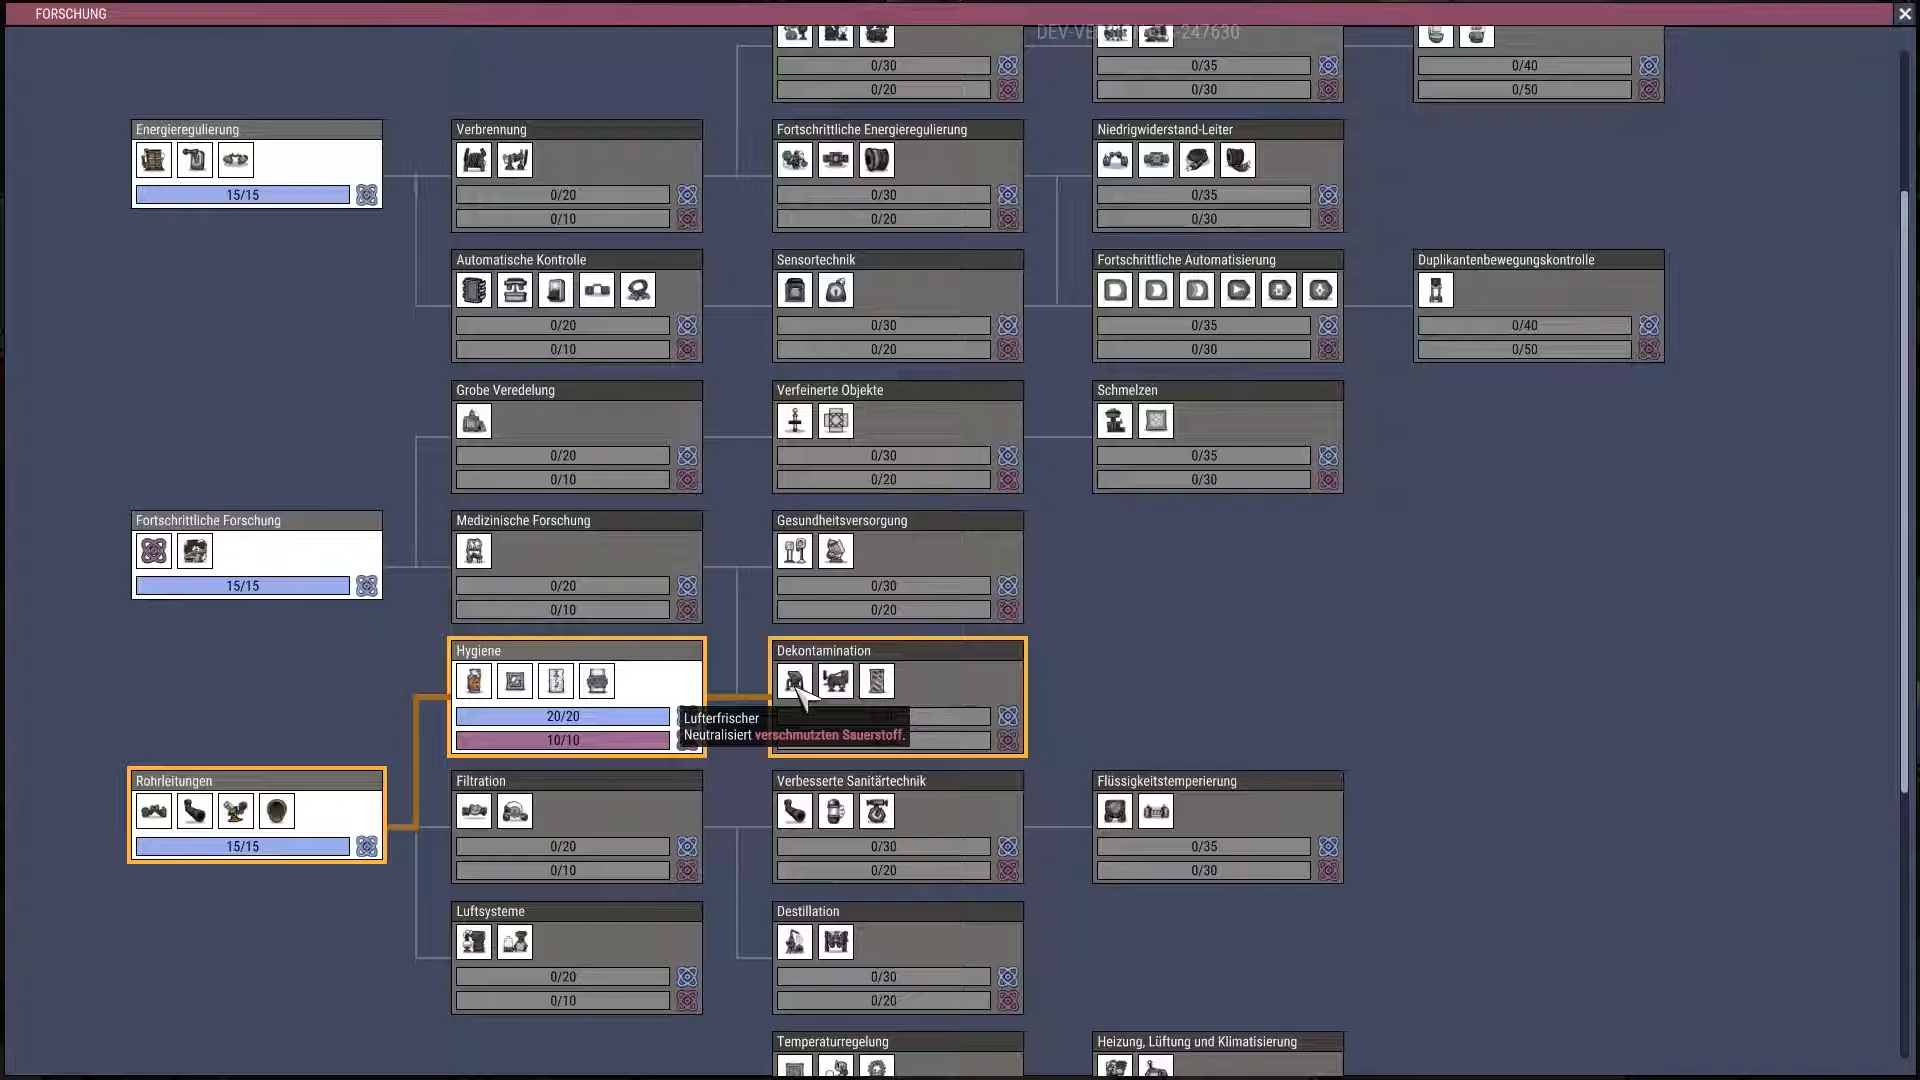 FORSCHUNG
0/30
0/20
0/35
0/30
0/40
0/50
Energieregulierung
15/15
Verbrennung
0/20
0/10
Fortschrittliche Energieregulierung
0/30
0/20
Niedrigwiderstand-Leiter
0/35
0/30
Automatische Kontrolle
0/20
0/10
Sensortechnik
0/30
0/20
Fortschrittliche Automatisierung
0/35
0/30
Duplikantenbewegungskontrolle
0/40
0/50
Grobe Veredelung
0/20
0/10
Verfeinerte Objekte
0/30
0/20
Schmelzen
0/35
0/30
Fortschrittliche Forschung
15/15
Medizinische Forschung
0/20
0/10
Gesundheitsversorgung
0/30
0/20
Hygiene
20/20
10/10
Dekontamination
Lufterfrischer
Neutralisiert verschmutzten Sauerstoff.
Rohrleitungen
15/15
Filtration
0/20
0/10
Verbesserte Sanitärtechnik
0/30
0/20
Flüssigkeitstemperierung
0/35
0/30
Luftsysteme
0/20
0/10
Destillation
0/30
0/20
Temperaturregelung
Heizung, Lüftung und Klimatisierung